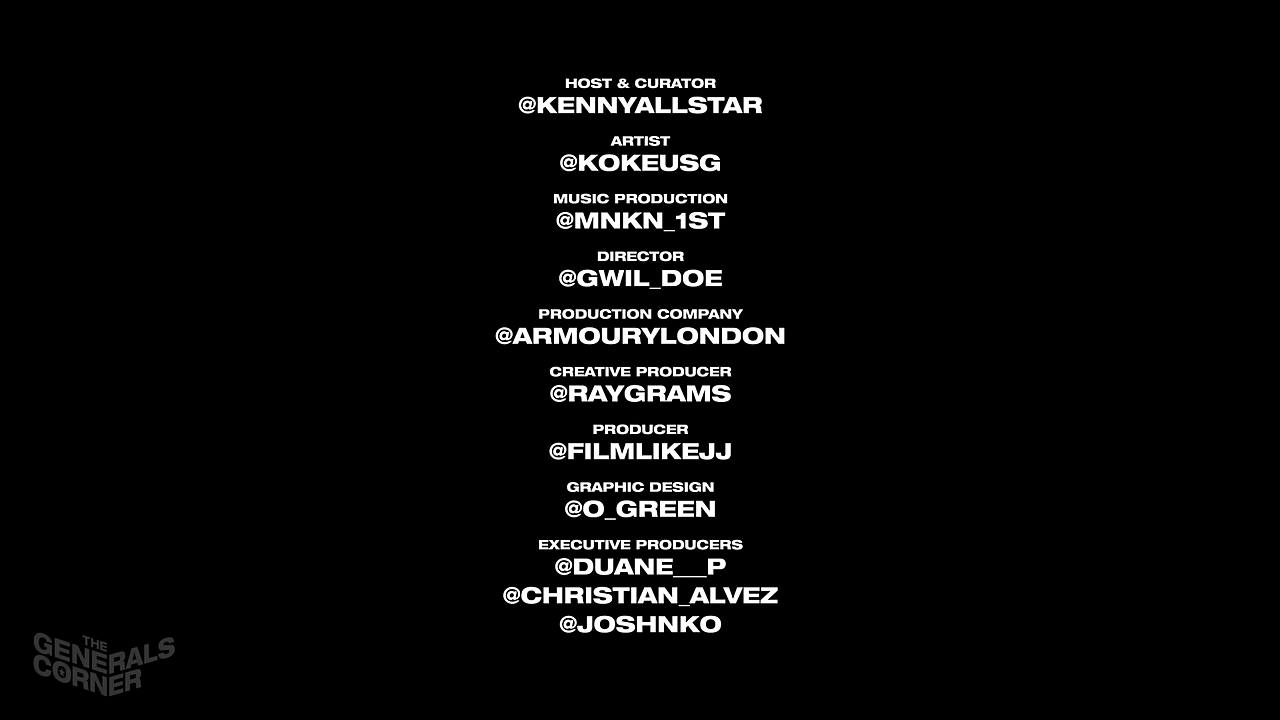 HOST & CURATOR
@KENNYALLSTAR
ARTIST
@KOKEUSG
MUSIC PRODUCTION
@MNKN_1ST
DIRECTOR
@GWIL_DOE
PRODUCTION COMPANY
@ARMOURYLONDON
CREATIVE PRODUCER
@RAYGRAMS
PRODUCER
@FILMLIKEJJ
GRAPHIC DESIGN
@O_GREEN
EXECUTIVE PRODUCERS
@DUANE___P
@CHRISTIAN_ALVEZ
@JOSHNKO
THE
GENERALS
CORNER